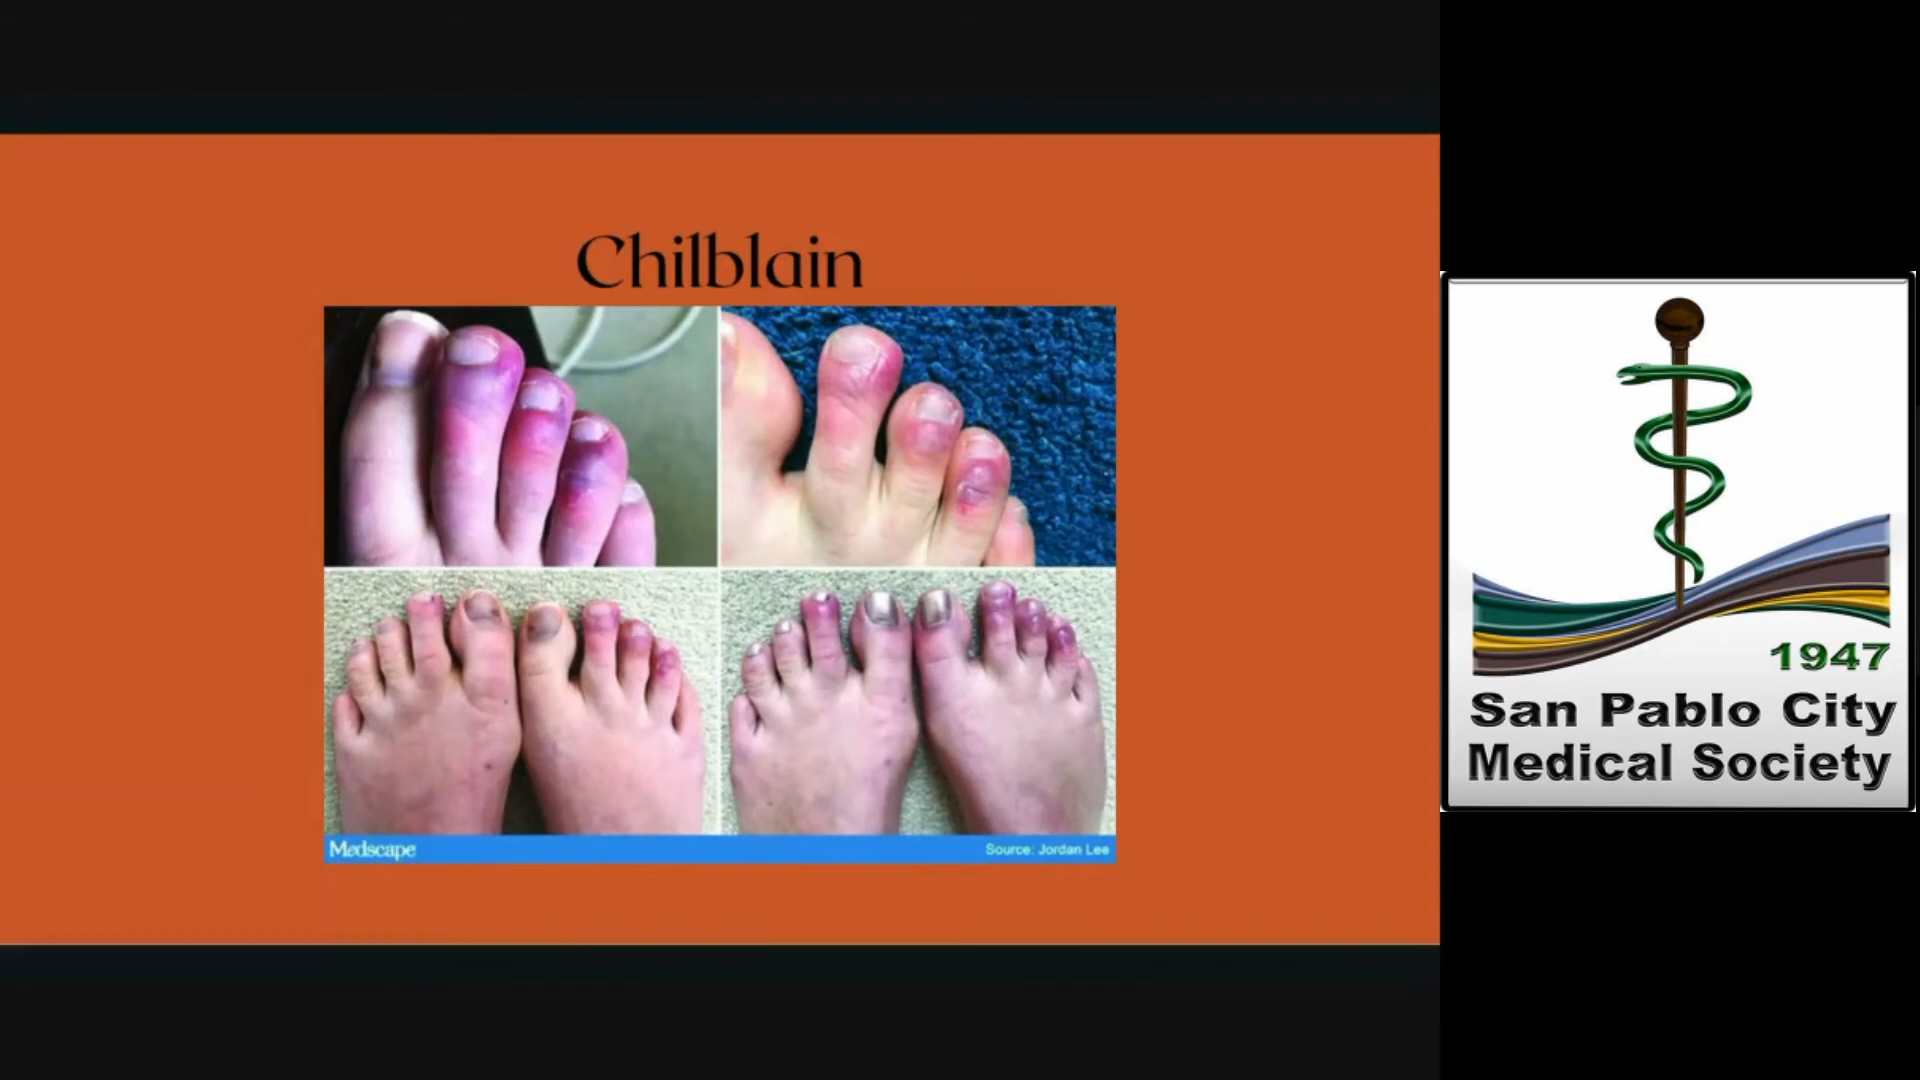 Chilblain
Medscape
Source: Jordan Lee
1947
San Pablo City
Medical Society